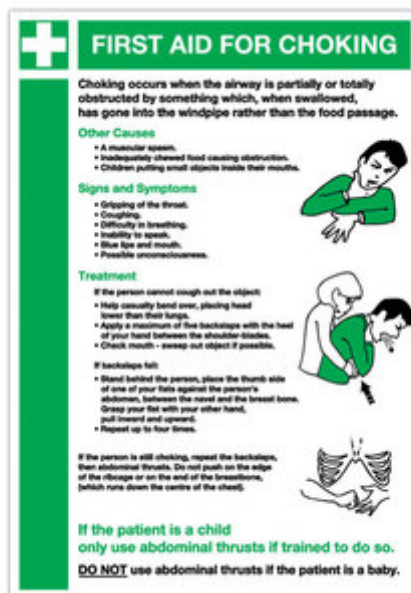 FIRST AID FOR CHOKING
Choking occurs when the airway is partially or totally
obstructed by something which, when swallowed,
has gone into the windpipe rather than the food passage.
Other Causes
• A muscular spasm.
• Inadequately chewed food causing obstruction.
• Children putting small objects inside their mouths.
Signs and Symptoms
• Gripping of the throat.
• Coughing.
• Difficulty in breathing.
• Inability to speak.
• Blue lips and mouth.
• Possible unconsciousness.
Treatment
If the person cannot cough out the object:
• Help casualty bend over, placing head
lower than their lungs.
• Apply a maximum of five backslaps with the heel
of your hand between the shoulder-blades.
• Check mouth - sweep out object if possible.
If backslaps fail:
• Stand behind the person, place the thumb side
of one of your fists against the person's
abdomen, between the navel and the breast bone.
Grasp your fist with your other hand,
pull inward and upward.
• Repeat up to four times.
If the person is still choking, repeat the backslaps,
then abdominal thrusts. Do not push on the edge
of the ribcage or on the end of the breastbone,
(which runs down the centre of the chest).
If the patient is a child
only use abdominal thrusts if trained to do so.
DO NOT use abdominal thrusts if the patient is a baby.